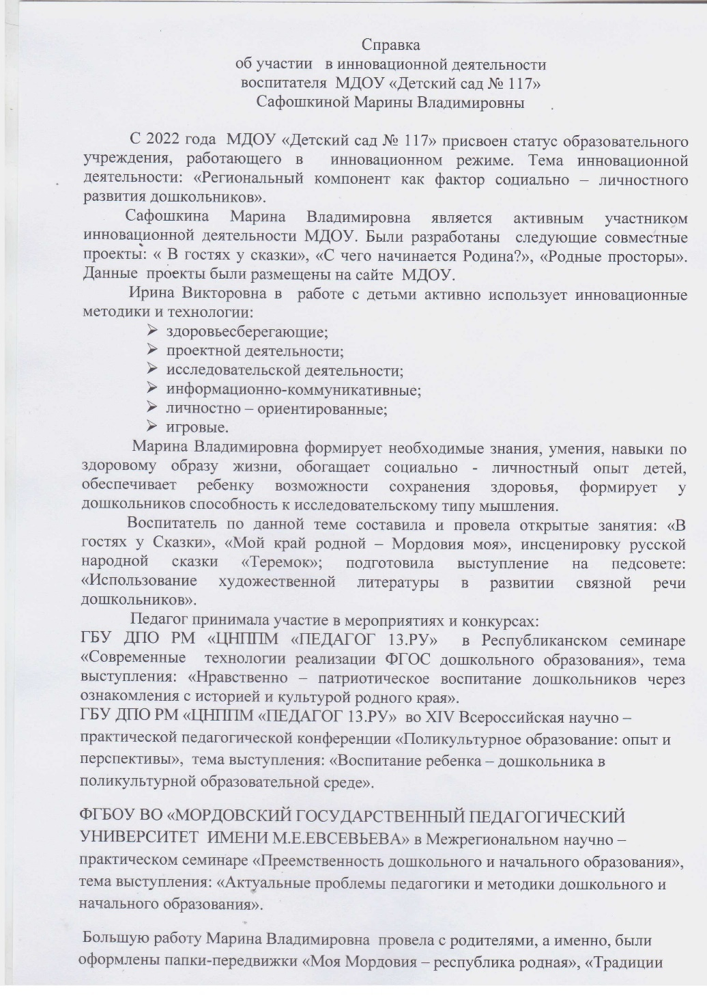 Справка
об участии в инновационной деятельности
воспитателя МДОУ «Детский сад № 117»
Сафошкиной Марины Владимировны
С 2022 года МДОУ «Детский сад № 117» присвоен статус образовательного
учреждения, работающего в инновационном режиме. Тема инновационной
деятельности: «Региональный компонент как фактор социально – личностного
развития дошкольников».
Сафошкина Марина Владимировна является активным участником
инновационной деятельности МДОУ. Были разработаны следующие совместные
проекты: « В гостях у сказки», «С чего начинается Родина?», «Родные просторы».
Данные проекты были размещены на сайте МДОУ.
Ирина Викторовна в работе с детьми активно использует инновационные
методики и технологии:
➢ здоровьесберегающие;
➢ проектной деятельности;
➢ исследовательской деятельности;
➢ информационно-коммуникативные;
➢ личностно – ориентированные;
➢ игровые.
Марина Владимировна формирует необходимые знания, умения, навыки по
здоровому образу жизни, обогащает социально - личностный опыт детей,
обеспечивает ребенку возможности сохранения здоровья, формирует у
дошкольников способность к исследовательскому типу мышления.
Воспитатель по данной теме составила и провела открытые занятия: «В
гостях у Сказки», «Мой край родной – Мордовия моя», инсценировку русской
народной сказки «Теремок»; подготовила выступление на педсовете:
«Использование художественной литературы в развитии связной речи
дошкольников».
Педагог принимала участие в мероприятиях и конкурсах:
ГБУ ДПО РМ «ЦНППМ «ПЕДАГОГ 13.РУ» в Республиканском семинаре
«Современные технологии реализации ФГОС дошкольного образования», тема
выступления: «Нравственно – патриотическое воспитание дошкольников через
ознакомления с историей и культурой родного края».
ГБУ ДПО РМ «ЦНППМ «ПЕДАГОГ 13.РУ» во XIV Всероссийская научно –
практической педагогической конференции «Поликультурное образование: опыт и
перспективы», тема выступления: «Воспитание ребенка – дошкольника в
поликультурной образовательной среде».
ФГБОУ ВО «МОРДОВСКИЙ ГОСУДАРСТВЕННЫЙ ПЕДАГОГИЧЕСКИЙ
УНИВЕРСИТЕТ ИМЕНИ М.Е.ЕВСЕВЬЕВА» в Межрегиональном научно –
практическом семинаре «Преемственность дошкольного и начального образования»,
тема выступления: «Актуальные проблемы педагогики и методики дошкольного и
начального образования».
Большую работу Марина Владимировна провела с родителями, а именно, были
оформлены папки-передвижки «Моя Мордовия – республика родная», «Традиции